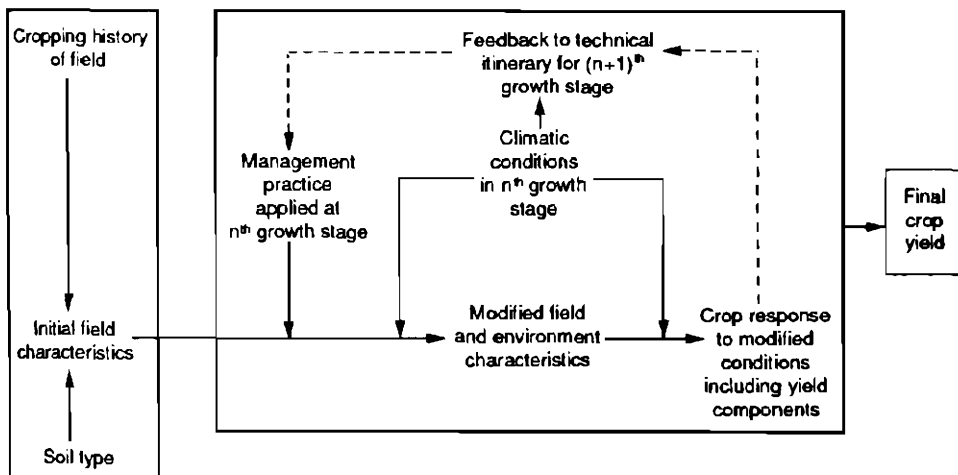 Cropping history
of field
Initial field
characteristics
Soil type
Feedback to technical
itinerary for (n+1)th
growth stage
Management
practice
applied at
nth growth stage
Climatic
conditions
in nth growth
stage
Modified field
and environment
characteristics
Crop response
to modified
conditions
including yield
components
Final
crop
yield